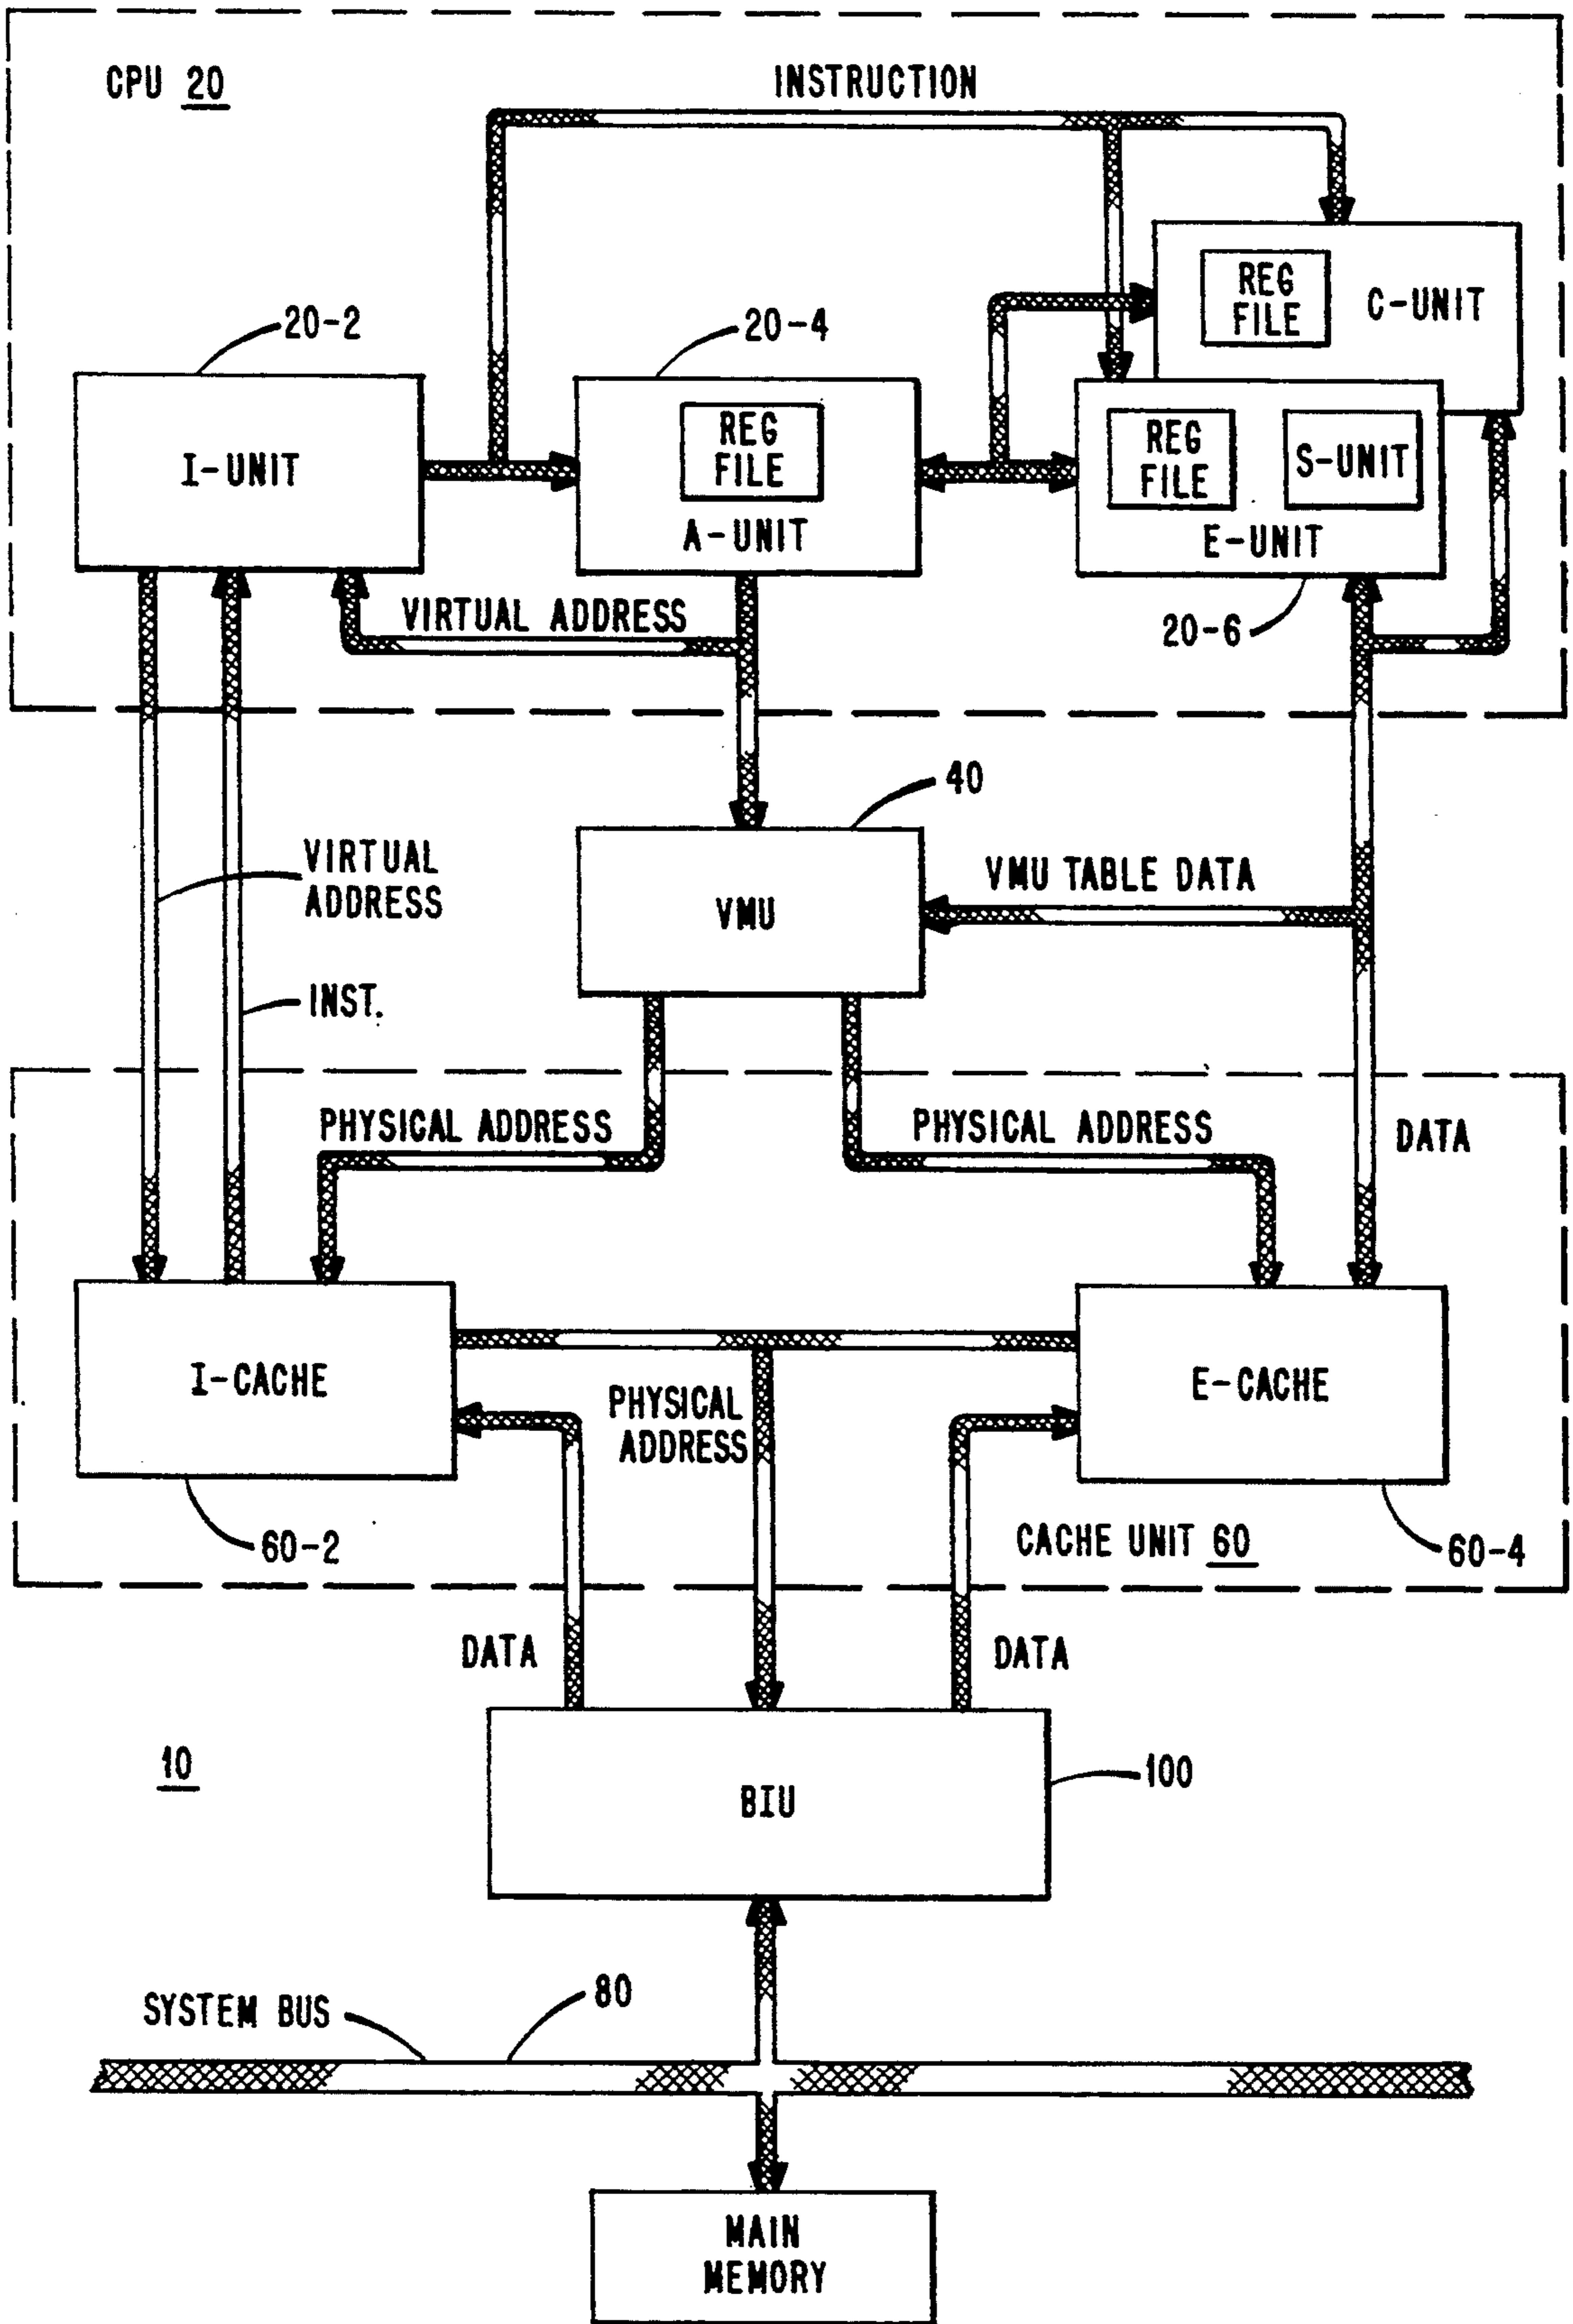 CPU 20
INSTRUCTION
REG
FILE
C-UNIT
20-2
20-4
I-UNIT
REG
FILE
A-UNIT
REG
FILE
S-UNIT
E-UNIT
VIRTUAL ADDRESS
20-6
40
VIRTUAL
ADDRESS
VMU
VMU TABLE DATA
INST.
PHYSICAL ADDRESS
PHYSICAL ADDRESS
DATA
I-CACHE
PHYSICAL
ADDRESS
E-CACHE
60-2
CACHE UNIT 60
60-4
DATA
DATA
10
BIU
100
SYSTEM BUS
80
MAIN
MEMORY